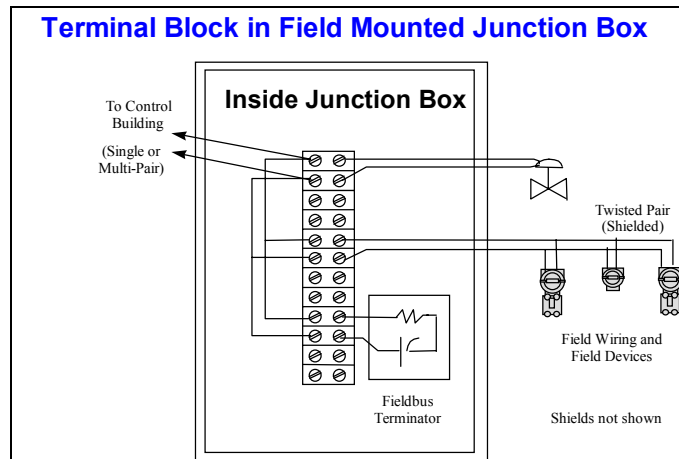 Terminal Block in Field Mounted Junction Box
Inside Junction Box
To Control
Building
(Single or
Multi-Pair)
Twisted Pair
(Shielded)
Field Wiring and
Field Devices
Fieldbus
Terminator
Shields not shown